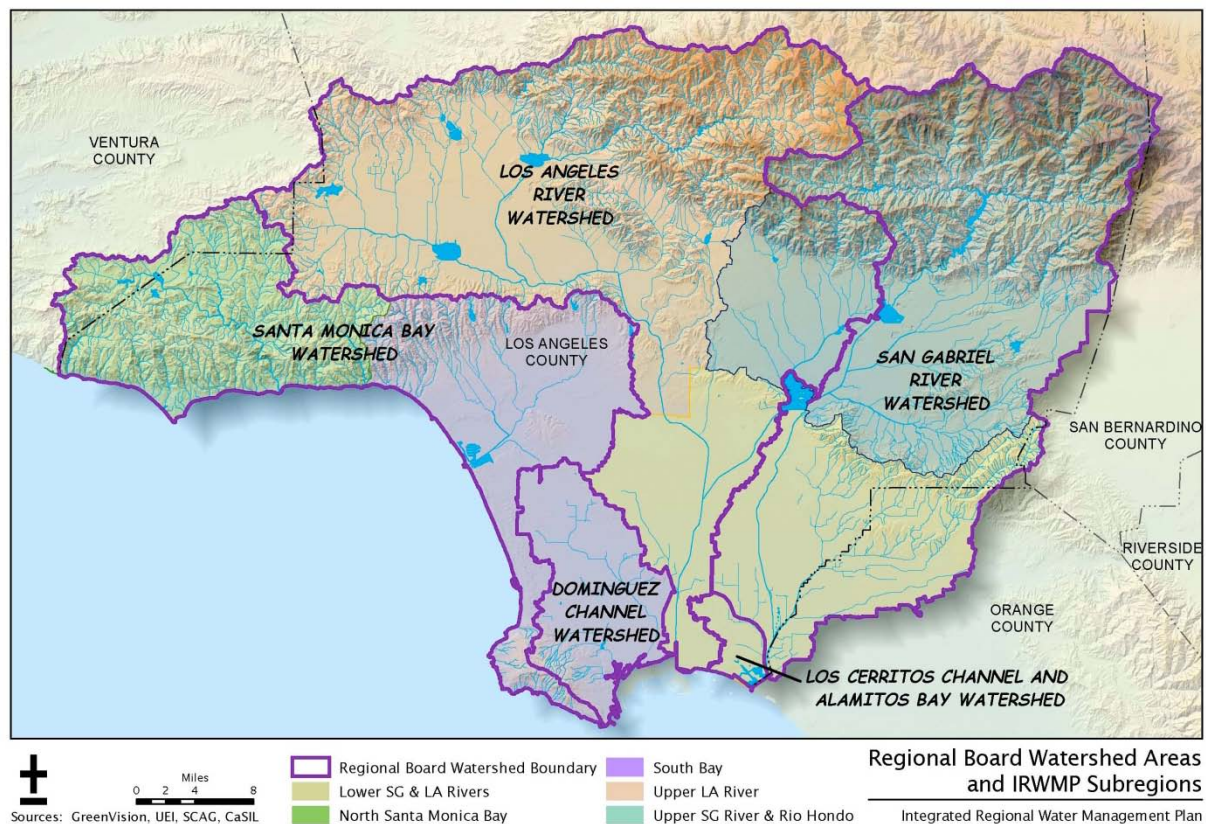 VENTURA
COUNTY
LOS ANGELES
RIVER
WATERSHED
SANTA MONICA BAY
WATERSHED
LOS ANGELES
COUNTY
SAN GABRIEL
RIVER
WATERSHED
SAN BERNARDINO
COUNTY
RIVERSIDE
COUNTY
ORANGE
COUNTY
DOMINGUEZ
CHANNEL
WATERSHED
LOS CERRITOS CHANNEL AND
ALAMITOS BAY WATERSHED
Miles
0 2 4 8
Sources: GreenVision, UEI, SCAG, CaSIL
Regional Board Watershed Boundary
Lower SG & LA Rivers
North Santa Monica Bay
South Bay
Upper LA River
Upper SG River & Rio Hondo
Regional Board Watershed Areas
and IRWMP Subregions
Integrated Regional Water Management Plan